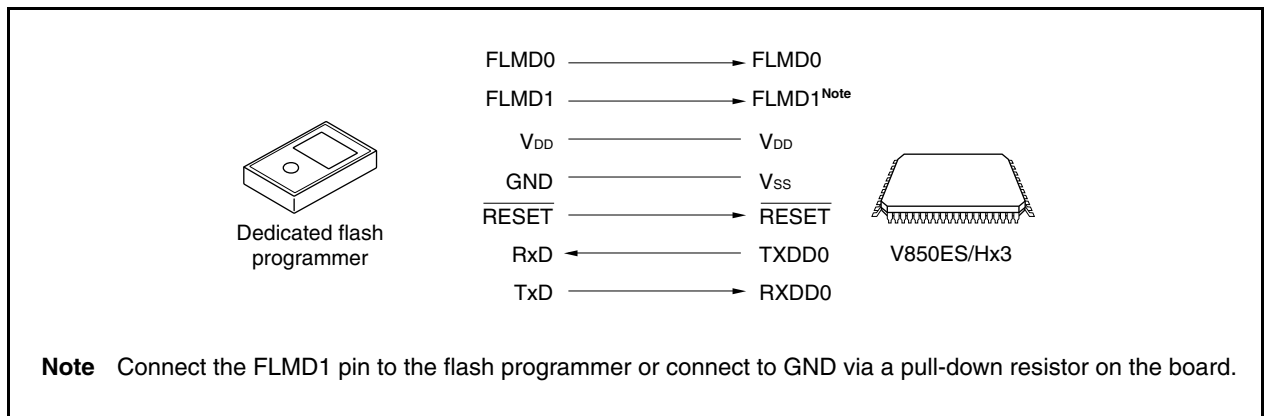 FLMD0 FLMD0
FLMD1 FLMD1Note
VDD VDD
GND VSS
RESET RESET
RxD TXDD0
TxD RXDD0
Dedicated flash
programmer
V850ES/Hx3
Note Connect the FLMD1 pin to the flash programmer or connect to GND via a pull-down resistor on the board.